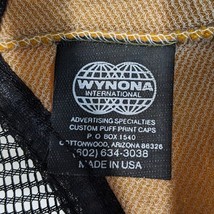 WYNONA
INTERNATIONAL
ADVERTISING SPECIALTIES
CUSTOM PUFF PRINT CAPS
P.O BOX 1540
COTTONWOOD, ARIZONA 86326
(602) 634-3038
MADE IN USA